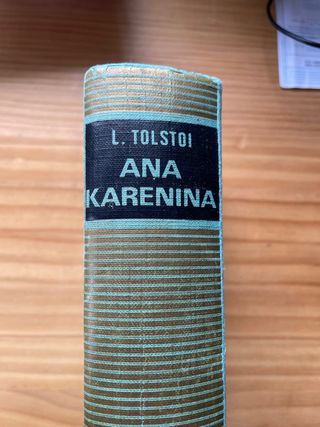 L. TOLSTOI
ANA
KARENINA